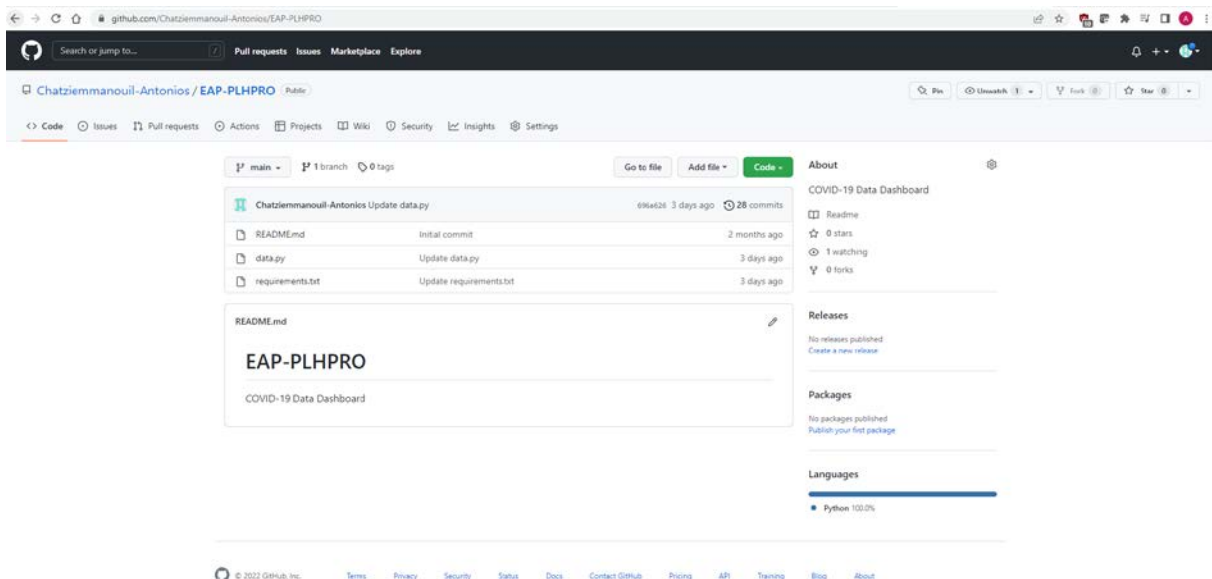 github.com/Chatziemmanouil-Antonios/EAP-PLHPRO
Search or jump to... / Pull requests Issues Marketplace Explore
Chatziemmanouil-Antonios / EAP-PLHPRO Public Pin Unwatch 1 Fork 0 Star 0
Code Issues Pull requests Actions Projects Wiki Security Insights Settings
main 1 branch 0 tags Go to file Add file Code
Chatziemmanouil-Antonios Update data.py 3 days ago 28 commits
README.md Initial commit 2 months ago
data.py Update data.py 3 days ago
requirements.txt Update requirements.txt 3 days ago
README.md
EAP-PLHPRO
COVID-19 Data Dashboard
About
COVID-19 Data Dashboard
Readme
0 stars
1 watching
0 forks
Releases
No releases published
Create a new release
Packages
No packages published
Publish your first package
Languages
Python 100.0%
© 2022 GitHub, Inc. Terms Privacy Security Status Docs Contact GitHub Pricing API Training Blog About